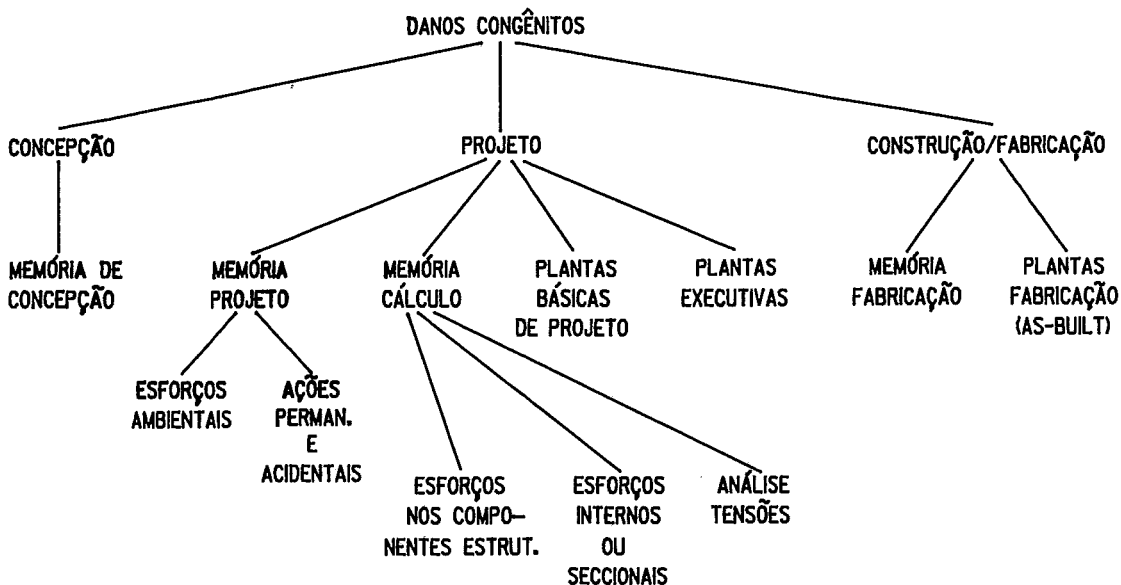 DANOS CONGÊNITOS
CONCEPÇÃO
PROJETO
CONSTRUÇÃO/FABRICAÇÃO
MEMÓRIA DE
CONCEPÇÃO
MEMÓRIA
PROJETO
MEMÓRIA
CÁLCULO
PLANTAS
BÁSICAS
DE PROJETO
PLANTAS
EXECUTIVAS
MEMÓRIA
FABRICAÇÃO
PLANTAS
FABRICAÇÃO
(AS-BUILT)
ESFORÇOS
AMBIENTAIS
AÇÕES
PERMAN.
E
ACIDENTAIS
ESFORÇOS
NOS COMPO-
NENTES ESTRUT.
ESFORÇOS
INTERNOS
OU
SECCIONAIS
ANÁLISE
TENSÕES